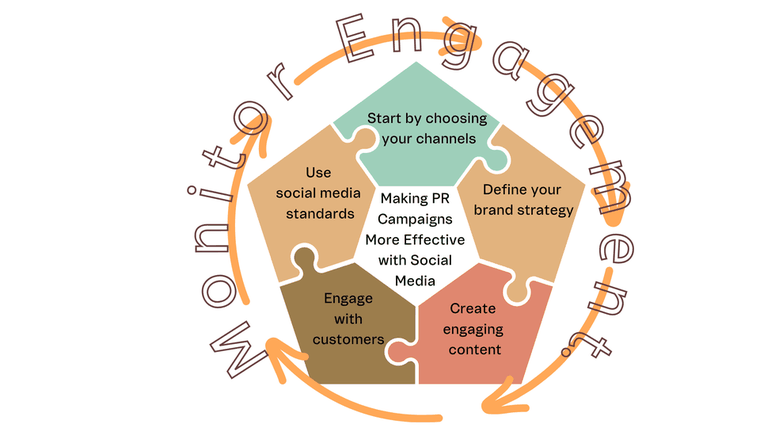 Monitor Engagement!
Start by choosing
your channels
Use
social media
standards
Define your
brand strategy
Making PR
Campaigns
More Effective
with Social
Media
Engage
with
customers
Create
engaging
content